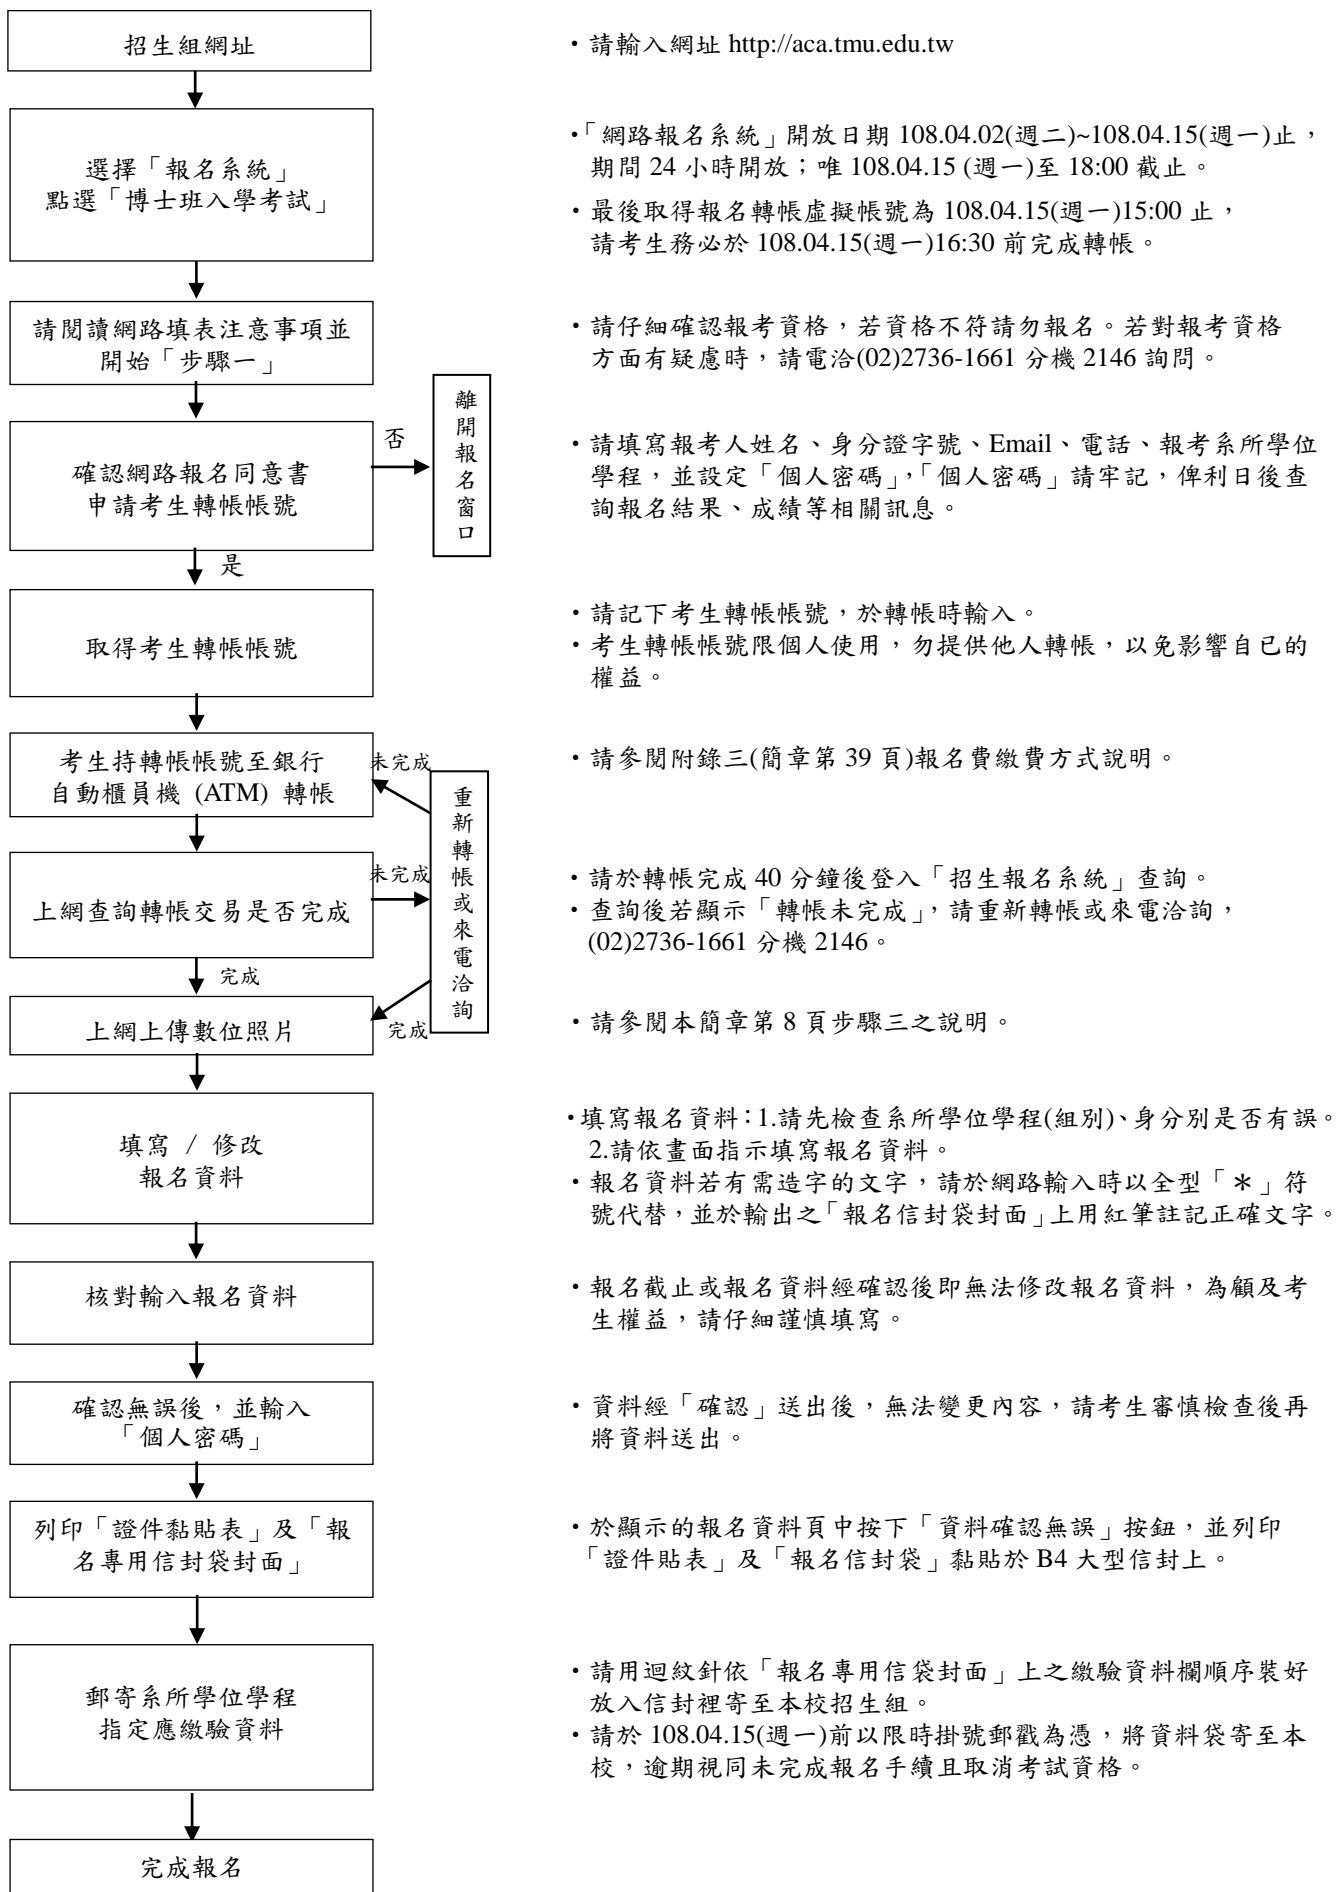 招生組網址
・請輸入網址 http://aca.tmu.edu.tw
選擇「報名系統」
點選「博士班入學考試」
・「網路報名系統」開放日期 108.04.02(週二)~108.04.15(週一)止，
期間 24 小時開放；唯 108.04.15 (週一)至 18:00 截止。
・最後取得報名轉帳虛擬帳號為 108.04.15(週一)15:00 止，
請考生務必於 108.04.15(週一)16:30 前完成轉帳。
請閱讀網路填表注意事項並
開始「步驟一」
・請仔細確認報考資格，若資格不符請勿報名。若對報考資格
方面有疑慮時，請電洽(02)2736-1661 分機 2146 詢問。
確認網路報名同意書
申請考生轉帳帳號
否
離開報名窗口
是
・請填寫報考人姓名、身分證字號、Email、電話、報考系所學位
學程，並設定「個人密碼」，「個人密碼」請牢記，俾利日後查
詢報名結果、成績等相關訊息。
取得考生轉帳帳號
・請記下考生轉帳帳號，於轉帳時輸入。
・考生轉帳帳號限個人使用，勿提供他人轉帳，以免影響自已的
權益。
考生持轉帳帳號至銀行
自動櫃員機 (ATM) 轉帳
未完成
・請參閱附錄三(簡章第 39 頁)報名費繳費方式說明。
重新轉帳或來電洽詢
上網查詢轉帳交易是否完成
未完成
完成
・請於轉帳完成 40 分鐘後登入「招生報名系統」查詢。
・查詢後若顯示「轉帳未完成」，請重新轉帳或來電洽詢，
(02)2736-1661 分機 2146。
上網上傳數位照片
完成
・請參閱本簡章第 8 頁步驟三之說明。
填寫 / 修改
報名資料
・填寫報名資料：1.請先檢查系所學位學程(組別)、身分別是否有誤。
2.請依畫面指示填寫報名資料。
・報名資料若有需造字的文字，請於網路輸入時以全型「＊」符
號代替，並於輸出之「報名信封袋封面」上用紅筆註記正確文字。
核對輸入報名資料
・報名截止或報名資料經確認後即無法修改報名資料，為顧及考
生權益，請仔細謹慎填寫。
確認無誤後，並輸入
「個人密碼」
・資料經「確認」送出後，無法變更內容，請考生審慎檢查後再
將資料送出。
列印「證件黏貼表」及「報
名專用信封袋封面」
・於顯示的報名資料頁中按下「資料確認無誤」按鈕，並列印
「證件貼表」及「報名信封袋」黏貼於 B4 大型信封上。
郵寄系所學位學程
指定應繳驗資料
・請用迴紋針依「報名專用信袋封面」上之繳驗資料欄順序裝好
放入信封裡寄至本校招生組。
・請於 108.04.15(週一)前以限時掛號郵戳為憑，將資料袋寄至本
校，逾期視同未完成報名手續且取消考試資格。
完成報名